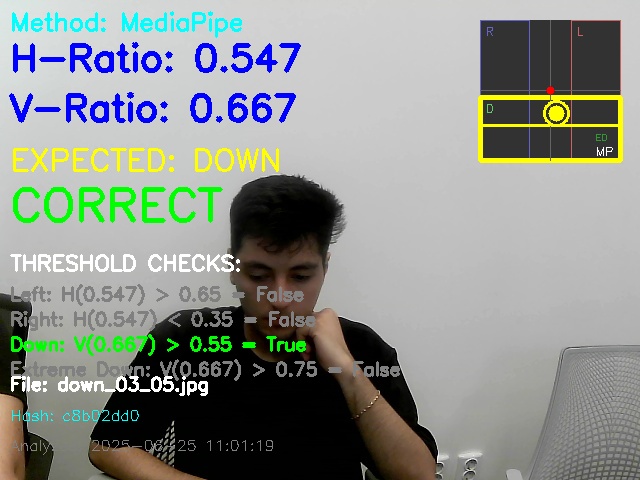 Method: MediaPipe
H-Ratio: 0.547
V-Ratio: 0.667
EXPECTED: DOWN
CORRECT
THRESHOLD CHECKS:
Left: H(0.547) > 0.65 = False
Right: H(0.547) < 0.35 = False
Down: V(0.667) > 0.55 = True
Extreme Down: V(0.667) > 0.75 = False
File: down_03_05.jpg
Hash: c8b02dd0
2025-06-25 11:01:19
R
L
D
ED
MP